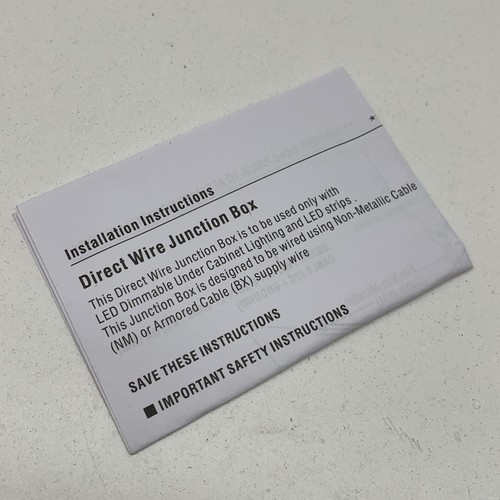 *
Installation Instructions
Direct Wire Junction Box
This Direct Wire Junction Box is to be used only with
LED Dimmable Under Cabinet Lighting and LED strips .
This Junction Box is designed to be wired using Non-Metallic Cable
(NM) or Armored Cable (BX) supply wire
SAVE THESE INSTRUCTIONS
■ IMPORTANT SAFETY INSTRUCTIONS